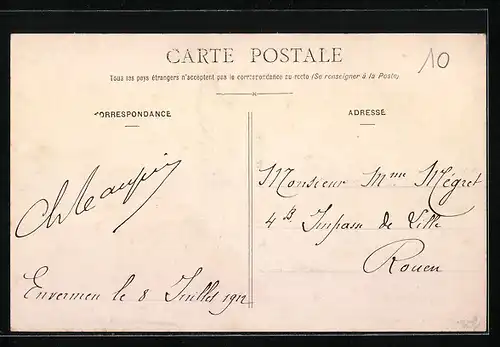 CARTE POSTALE
10
Tous les pays étrangers n'acceptent pas la correspondance au recto (Se renseigner à la Poste)
CORRESPONDANCE
ADRESSE
Monsieur Mme Mégret
4 B Impasse de Ville
Rouen
Envermeu le 8 Juillet 1912